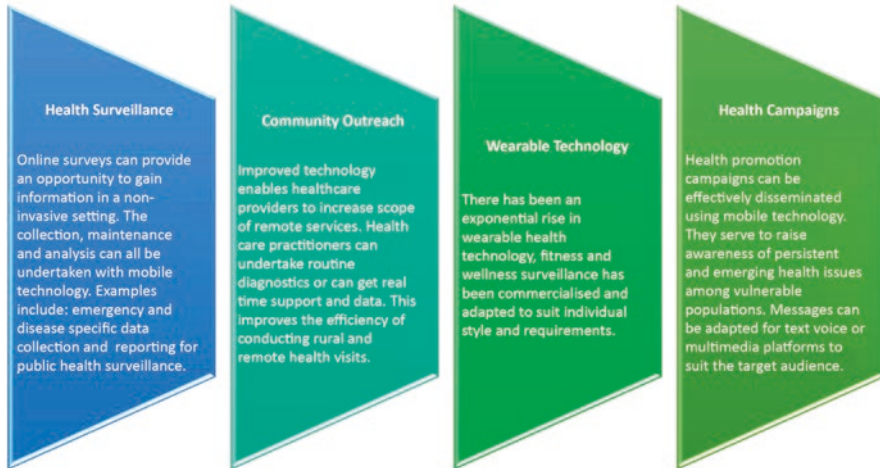 Health Surveillance
Online surveys can provide
an opportunity to gain
information in a non-
invasive setting. The
collection, maintenance
and analysis can all be
undertaken with mobile
technology. Examples
include: emergency and
disease specific data
collection and reporting for
public health surveillance.
Community Outreach
Improved technology
enables healthcare
providers to increase scope
of remote services. Health
care practitioners can
undertake routine
diagnostics or can get real
time support and data. This
improves the efficiency of
conducting rural and
remote health visits.
Wearable Technology
There has been an
exponential rise in
wearable health
technology, fitness and
wellness surveillance has
been commercialised and
adapted to suit individual
style and requirements.
Health Campaigns
Health promotion
campaigns can be
effectively disseminated
using mobile technology.
They serve to raise
awareness of persistent
and emerging health issues
among vulnerable
populations. Messages can
be adapted for text voice or
multimedia platforms to
suit the target audience.